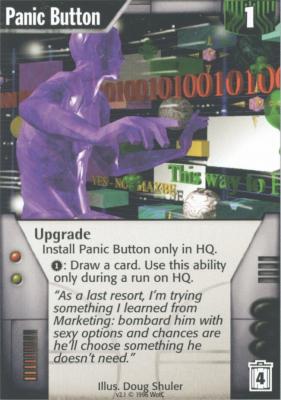 Panic Button
1
010010100101001010
YES - NO - MAYBE
This way to
Upgrade
Install Panic Button only in HQ.
1: Draw a card. Use this ability
only during a run on HQ.
"As a last resort, I'm trying
something I learned from
Marketing: bombard him with
sexy options and chances are
he'll choose something he
doesn't need."
4
Illus. Doug Shuler
v2.1 © 1996 WotC